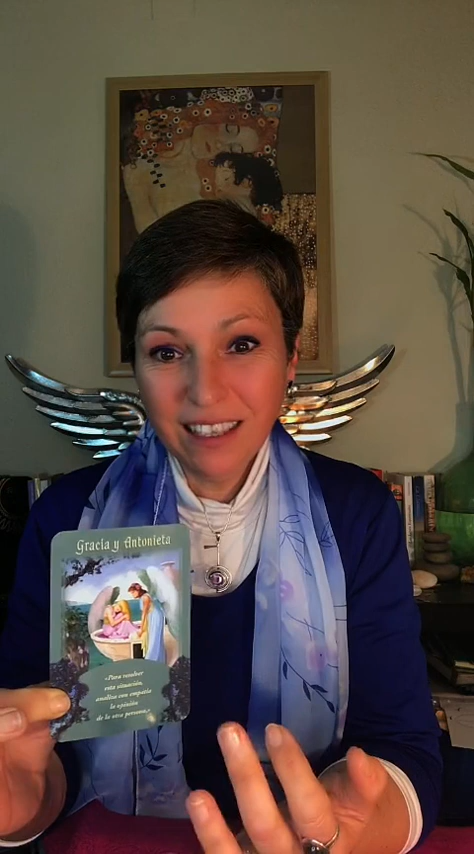 Gracia y Antonieta
«Para resolver
esta situación,
analiza con empatía
la opinión
de la otra persona.»